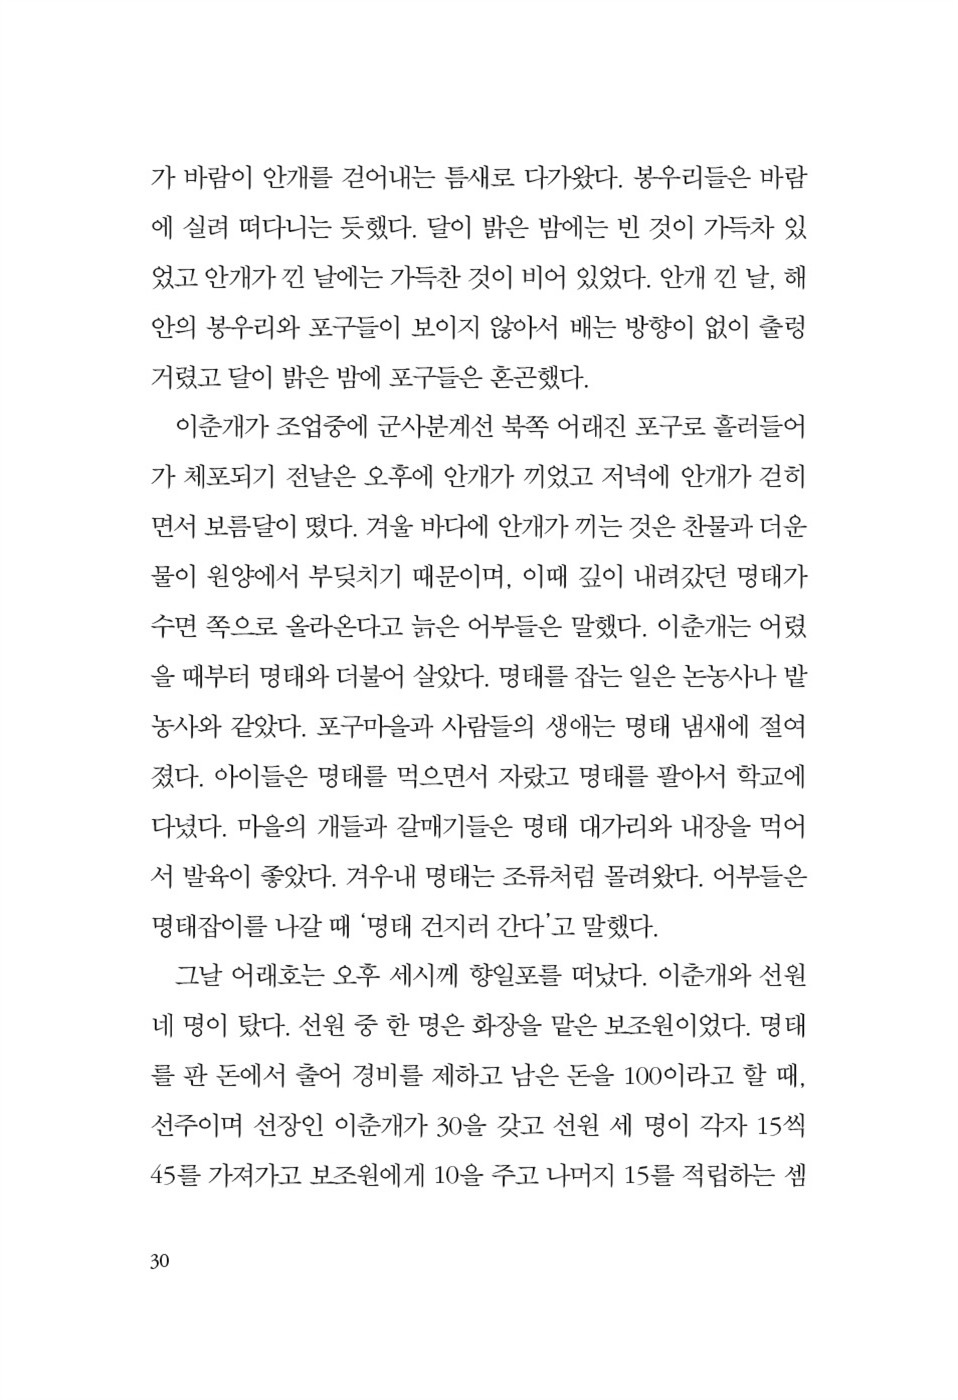 가 바람이 안개를 걷어내는 틈새로 다가왔다. 봉우리들은 바람
에 실려 떠다니는 듯했다. 달이 밝은 밤에는 빈 것이 가득차 있
었고 안개가 낀 날에는 가득찬 것이 비어 있었다. 안개 낀 날, 해
안의 봉우리와 포구들이 보이지 않아서 배는 방향이 없이 출렁
거렸고 달이 밝은 밤에 포구들은 혼곤했다.
이춘개가 조업중에 군사분계선 북쪽 어래진 포구로 흘러들어
가 체포되기 전날은 오후에 안개가 끼었고 저녁에 안개가 걷히
면서 보름달이 떴다. 겨울 바다에 안개가 끼는 것은 찬물과 더운
물이 원양에서 부딪치기 때문이며, 이때 깊이 내려갔던 명태가
수면 쪽으로 올라온다고 늙은 어부들은 말했다. 이춘개는 어렸
을 때부터 명태와 더불어 살았다. 명태를 잡는 일은 논농사나 밭
농사와 같았다. 포구마을과 사람들의 생애는 명태 냄새에 절여
졌다. 아이들은 명태를 먹으면서 자랐고 명태를 팔아서 학교에
다녔다. 마을의 개들과 갈매기들은 명태 대가리와 내장을 먹어
서 발육이 좋았다. 겨우내 명태는 조류처럼 몰려왔다. 어부들은
명태잡이를 나갈 때 ‘명태 건지러 간다’고 말했다.
그날 어래호는 오후 세시께 향일포를 떠났다. 이춘개와 선원
네 명이 탔다. 선원 중 한 명은 화장을 맡은 보조원이었다. 명태
를 판 돈에서 출어 경비를 제하고 남은 돈을 100이라고 할 때,
선주이며 선장인 이춘개가 30을 갖고 선원 세 명이 각자 15씩
45를 가져가고 보조원에게 10을 주고 나머지 15를 적립하는 셈
30